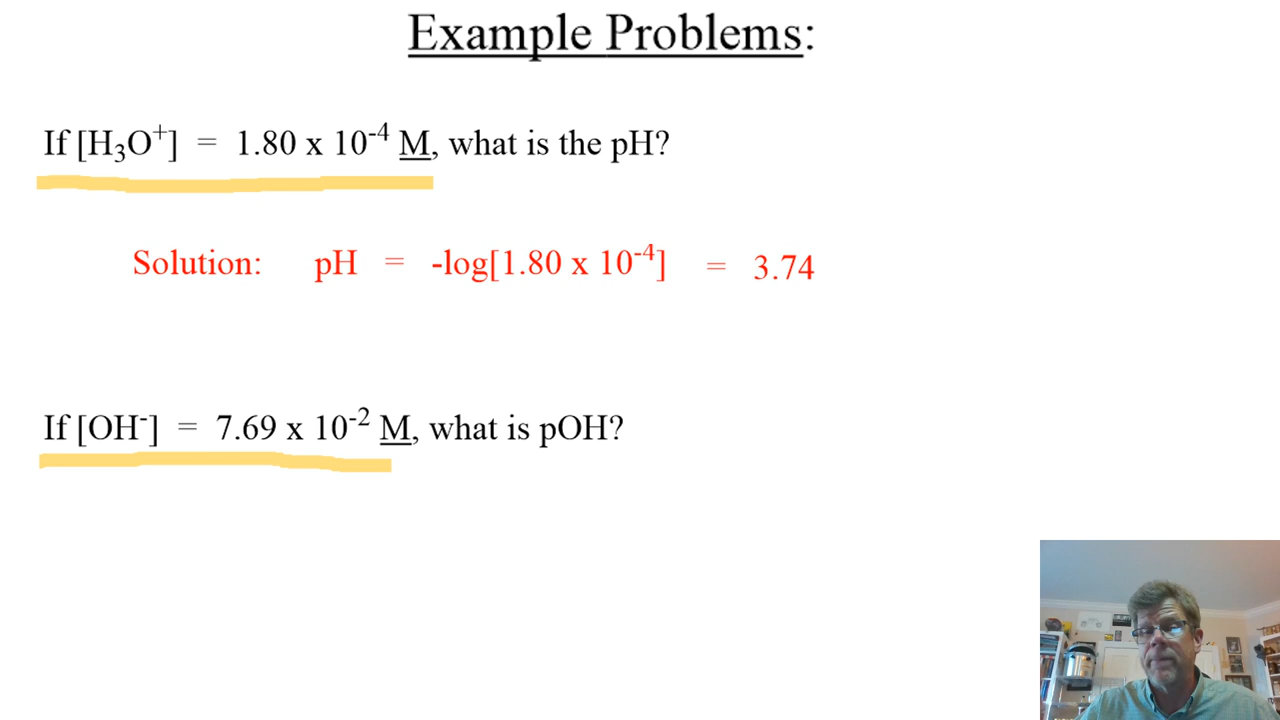 Example Problems:
If [H₃O⁺] = 1.80 x 10⁻⁴ M, what is the pH?
Solution: pH = -log[1.80 x 10⁻⁴] = 3.74
If [OH⁻] = 7.69 x 10⁻² M, what is pOH?